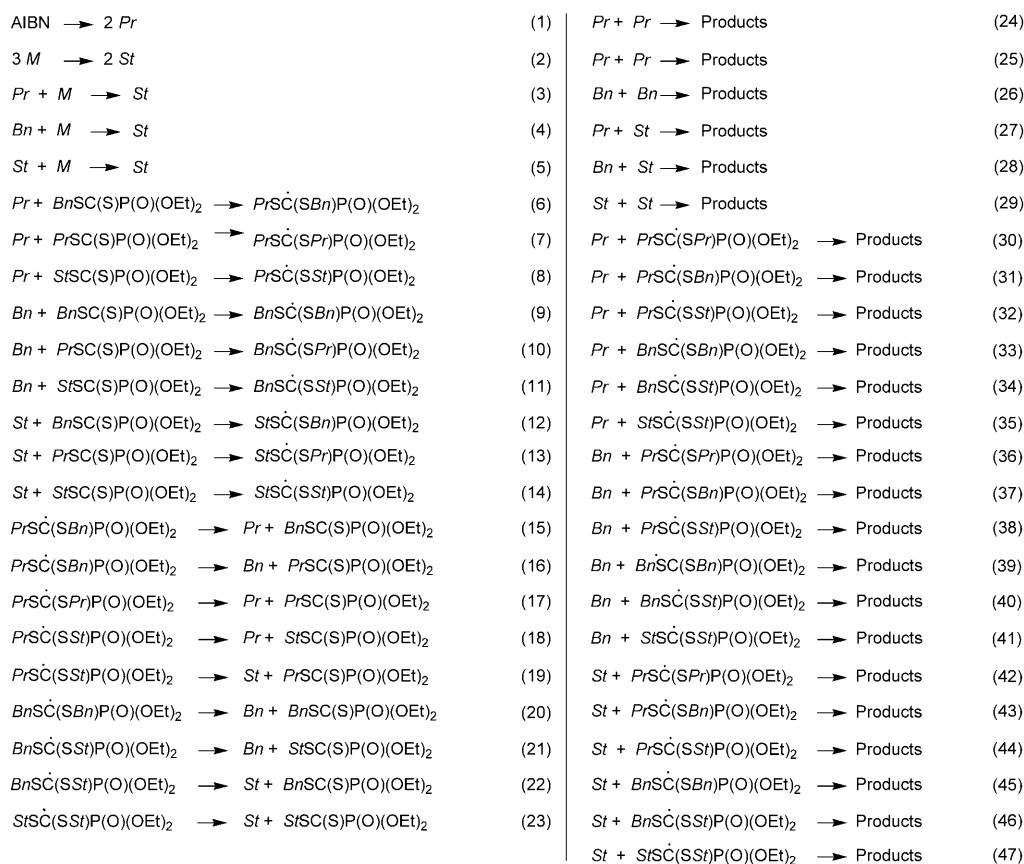 AIBN → 2 Pr (1)
3 M → 2 St (2)
Pr + M → St (3)
Bn + M → St (4)
St + M → St (5)
Pr + BnSC(S)P(O)(OEt)₂ → PrSĊ(SBn)P(O)(OEt)₂ (6)
Pr + PrSC(S)P(O)(OEt)₂ → PrSĊ(SPr)P(O)(OEt)₂ (7)
Pr + StSC(S)P(O)(OEt)₂ → PrSĊ(SSt)P(O)(OEt)₂ (8)
Bn + BnSC(S)P(O)(OEt)₂ → BnSĊ(SBn)P(O)(OEt)₂ (9)
Bn + PrSC(S)P(O)(OEt)₂ → BnSĊ(SPr)P(O)(OEt)₂ (10)
Bn + StSC(S)P(O)(OEt)₂ → BnSĊ(SSt)P(O)(OEt)₂ (11)
St + BnSC(S)P(O)(OEt)₂ → StSĊ(SBn)P(O)(OEt)₂ (12)
St + PrSC(S)P(O)(OEt)₂ → StSĊ(SPr)P(O)(OEt)₂ (13)
St + StSC(S)P(O)(OEt)₂ → StSĊ(SSt)P(O)(OEt)₂ (14)
PrSĊ(SBn)P(O)(OEt)₂ → Pr + BnSC(S)P(O)(OEt)₂ (15)
PrSĊ(SBn)P(O)(OEt)₂ → Bn + PrSC(S)P(O)(OEt)₂ (16)
PrSĊ(SPr)P(O)(OEt)₂ → Pr + PrSC(S)P(O)(OEt)₂ (17)
PrSĊ(SSt)P(O)(OEt)₂ → Pr + StSC(S)P(O)(OEt)₂ (18)
PrSĊ(SSt)P(O)(OEt)₂ → St + PrSC(S)P(O)(OEt)₂ (19)
BnSĊ(SBn)P(O)(OEt)₂ → Bn + BnSC(S)P(O)(OEt)₂ (20)
BnSĊ(SSt)P(O)(OEt)₂ → Bn + StSC(S)P(O)(OEt)₂ (21)
BnSĊ(SSt)P(O)(OEt)₂ → St + BnSC(S)P(O)(OEt)₂ (22)
StSĊ(SSt)P(O)(OEt)₂ → St + StSC(S)P(O)(OEt)₂ (23)
Pr + Pr → Products (24)
Pr + Pr → Products (25)
Bn + Bn → Products (26)
Pr + St → Products (27)
Bn + St → Products (28)
St + St → Products (29)
Pr + PrSĊ(SPr)P(O)(OEt)₂ → Products (30)
Pr + PrSĊ(SBn)P(O)(OEt)₂ → Products (31)
Pr + PrSĊ(SSt)P(O)(OEt)₂ → Products (32)
Pr + BnSĊ(SBn)P(O)(OEt)₂ → Products (33)
Pr + BnSĊ(SSt)P(O)(OEt)₂ → Products (34)
Pr + StSĊ(SSt)P(O)(OEt)₂ → Products (35)
Bn + PrSĊ(SPr)P(O)(OEt)₂ → Products (36)
Bn + PrSĊ(SBn)P(O)(OEt)₂ → Products (37)
Bn + PrSĊ(SSt)P(O)(OEt)₂ → Products (38)
Bn + BnSĊ(SBn)P(O)(OEt)₂ → Products (39)
Bn + BnSĊ(SSt)P(O)(OEt)₂ → Products (40)
Bn + StSĊ(SSt)P(O)(OEt)₂ → Products (41)
St + PrSĊ(SPr)P(O)(OEt)₂ → Products (42)
St + PrSĊ(SBn)P(O)(OEt)₂ → Products (43)
St + PrSĊ(SSt)P(O)(OEt)₂ → Products (44)
St + BnSĊ(SBn)P(O)(OEt)₂ → Products (45)
St + BnSĊ(SSt)P(O)(OEt)₂ → Products (46)
St + StSĊ(SSt)P(O)(OEt)₂ → Products (47)